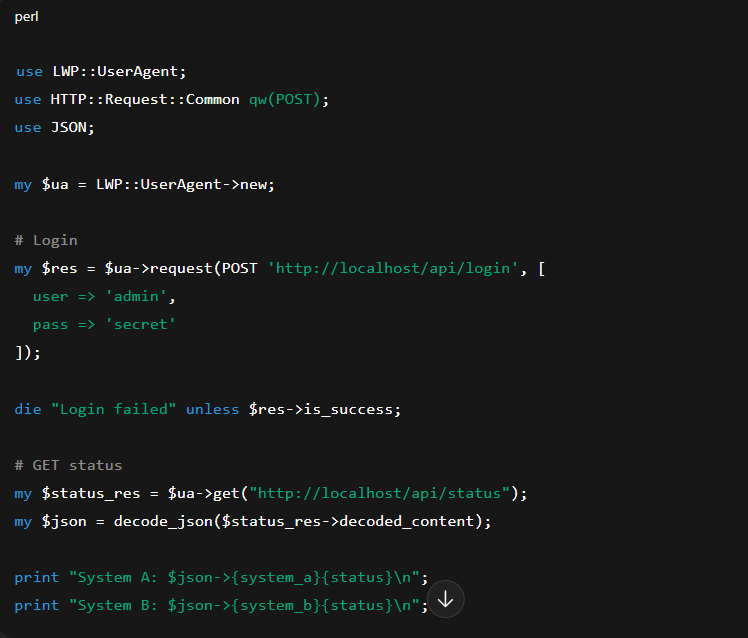 perl
use LWP::UserAgent;
use HTTP::Request::Common qw(POST);
use JSON;
my $ua = LWP::UserAgent->new;
# Login
my $res = $ua->request(POST 'http://localhost/api/login', [
  user => 'admin',
  pass => 'secret'
]);
die "Login failed" unless $res->is_success;
# GET status
my $status_res = $ua->get("http://localhost/api/status");
my $json = decode_json($status_res->decoded_content);
print "System A: $json->{system_a}{status}\n";
print "System B: $json->{system_b}{status}\n";